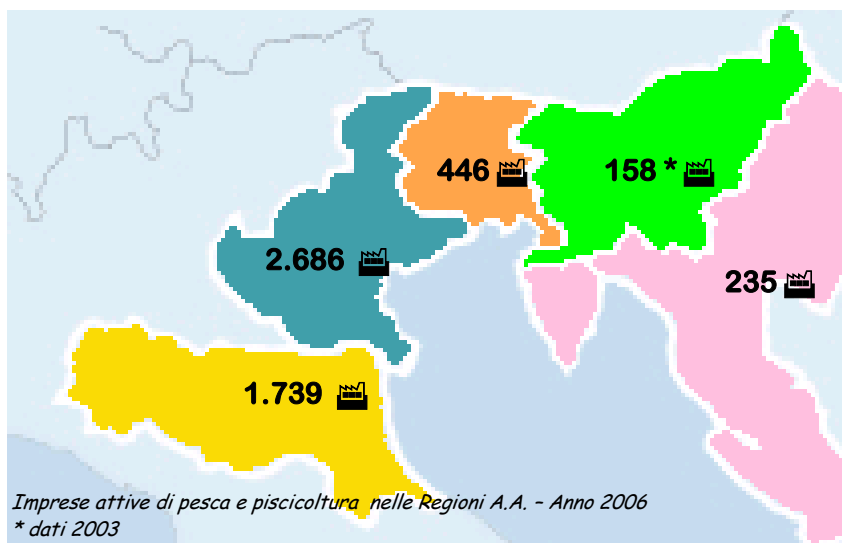 446
158 *
2.686
235
1.739
Imprese attive di pesca e piscicoltura nelle Regioni A.A. – Anno 2006
* dati 2003